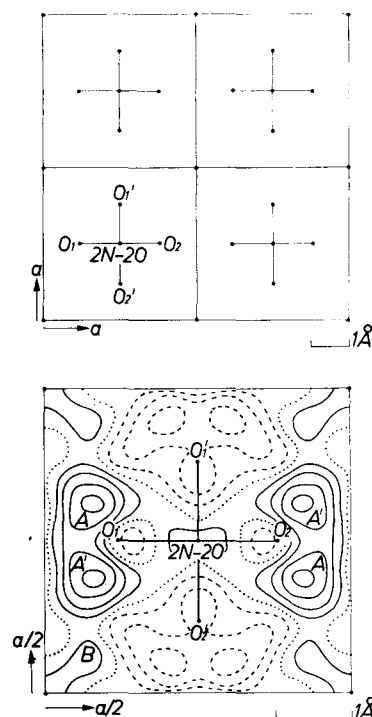 O₁'
O₁ O₂
2N-2O
O₂'
a
a
1Å
O₁'
A A'
O₁ O₂
2N-2O
A' A
O₂'
B
a/2
a/2
1Å